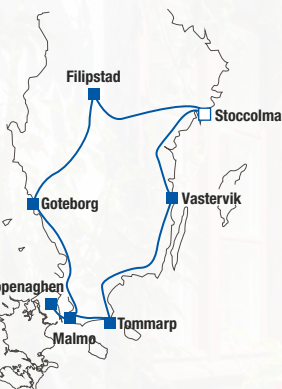 Filipstad
Stoccolma
Vastervik
Goteborg
openaghen
Malmo
Tommarp